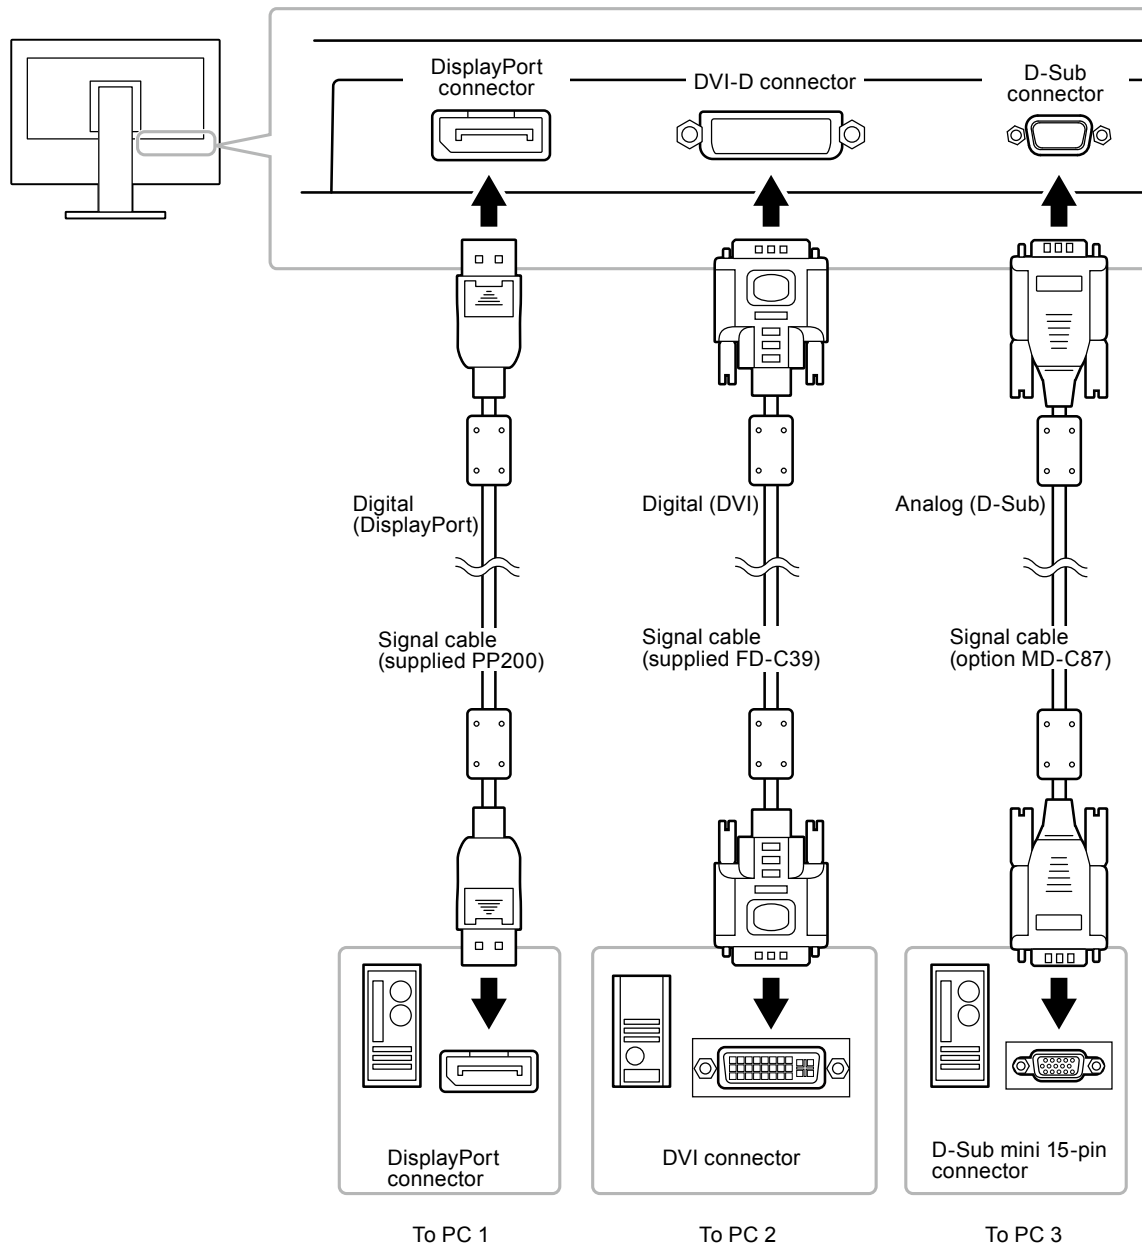 DisplayPort
connector
DVI-D connector
D-Sub
connector
Digital
(DisplayPort)
Digital (DVI)
Analog (D-Sub)
Signal cable
(supplied PP200)
Signal cable
(supplied FD-C39)
Signal cable
(option MD-C87)
DisplayPort
connector
DVI connector
D-Sub mini 15-pin
connector
To PC 1
To PC 2
To PC 3